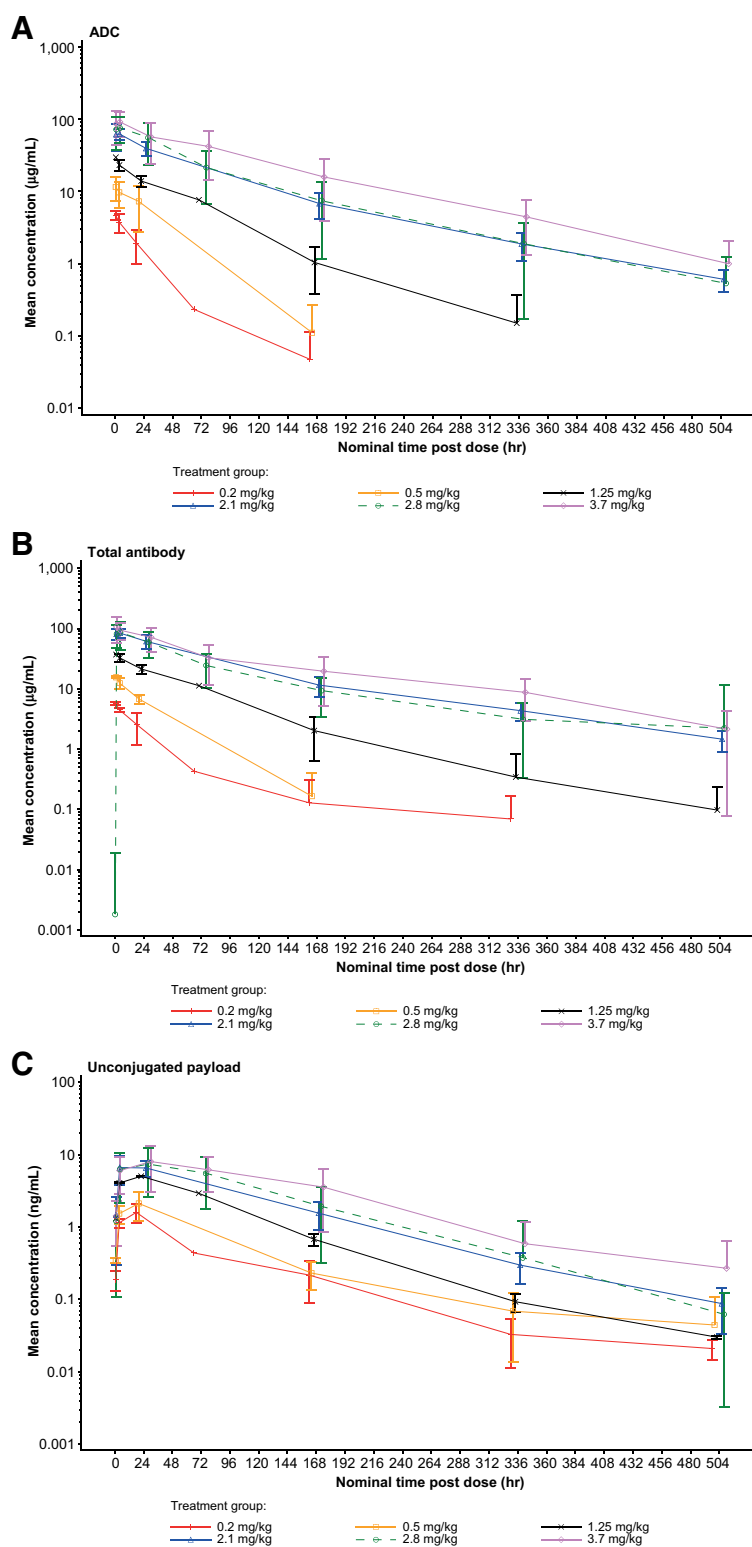 A
ADC
1,000
100
10
1
0.1
0.01
Mean concentration (µg/mL)
0 24 48 72 96 120 144 168 192 216 240 264 288 312 336 360 384 408 432 456 480 504
Nominal time post dose (hr)
Treatment group:
0.2 mg/kg 0.5 mg/kg 1.25 mg/kg
2.1 mg/kg 2.8 mg/kg 3.7 mg/kg
B
Total antibody
1,000
100
10
1
0.1
0.01
0.001
Mean concentration (µg/mL)
0 24 48 72 96 120 144 168 192 216 240 264 288 312 336 360 384 408 432 456 480 504
Nominal time post dose (hr)
Treatment group:
0.2 mg/kg 0.5 mg/kg 1.25 mg/kg
2.1 mg/kg 2.8 mg/kg 3.7 mg/kg
C
Unconjugated payload
100
10
1
0.1
0.01
0.001
Mean concentration (ng/mL)
0 24 48 72 96 120 144 168 192 216 240 264 288 312 336 360 384 408 432 456 480 504
Nominal time post dose (hr)
Treatment group:
0.2 mg/kg 0.5 mg/kg 1.25 mg/kg
2.1 mg/kg 2.8 mg/kg 3.7 mg/kg